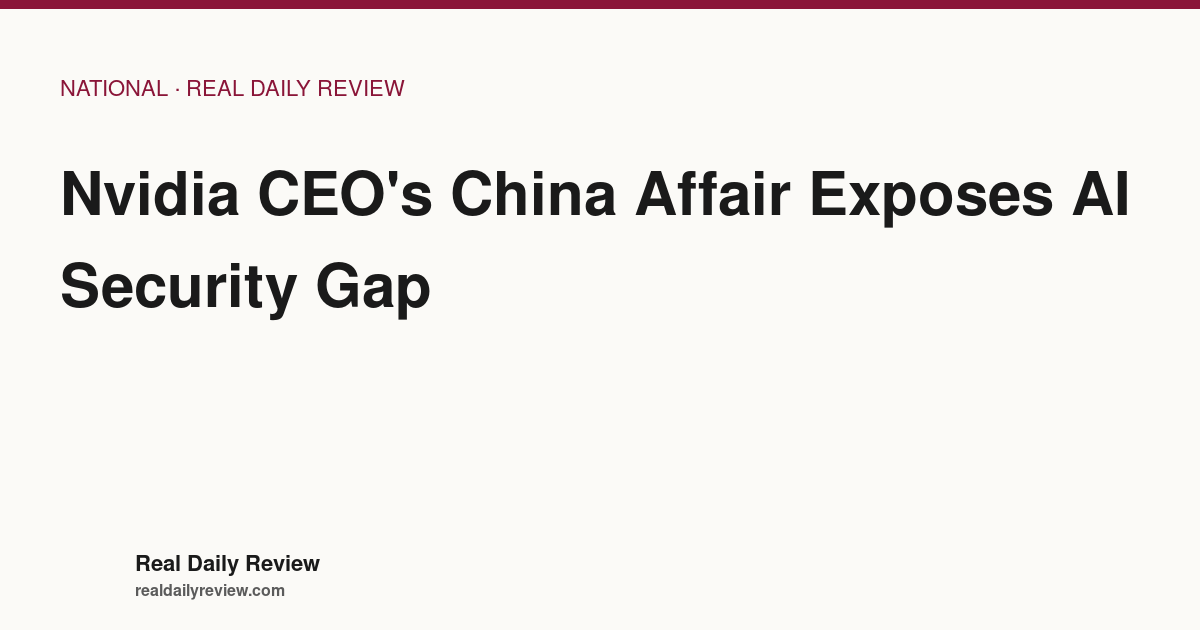 NATIONAL · REAL DAILY REVIEW
Nvidia CEO's China Affair Exposes AI
Security Gap
Real Daily Review
realdailyreview.com